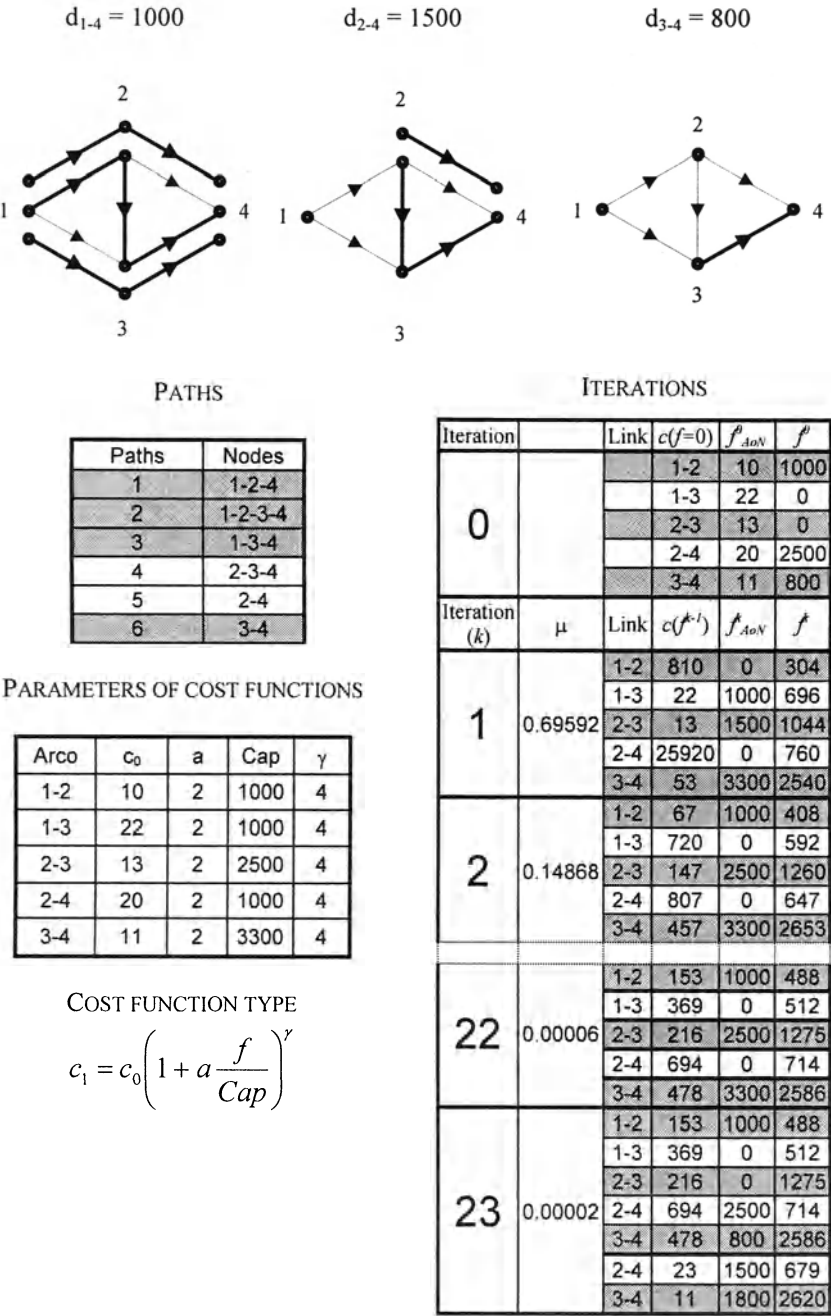 d1-4 = 1000
d2-4 = 1500
d3-4 = 800
2
1
4
3
2
1
4
3
2
1
4
3
PATHS
Paths Nodes
1 1-2-4
2 1-2-3-4
3 1-3-4
4 2-3-4
5 2-4
6 3-4
PARAMETERS OF COST FUNCTIONS
Arco c0 a Cap γ
1-2 10 2 1000 4
1-3 22 2 1000 4
2-3 13 2 2500 4
2-4 20 2 1000 4
3-4 11 2 3300 4
COST FUNCTION TYPE
c1 = c0(1 + a f/Cap)^γ
ITERATIONS
Iteration Link c(f=0) f^0AoN f^0
0
1-2 10 1000
1-3 22 0
2-3 13 0
2-4 20 2500
3-4 11 800
Iteration (k) μ Link c(f^k-1) f^kAoN f^k
1 0.69592
1-2 810 0 304
1-3 22 1000 696
2-3 13 1500 1044
2-4 25920 0 760
3-4 53 3300 2540
2 0.14868
1-2 67 1000 408
1-3 720 0 592
2-3 147 2500 1260
2-4 807 0 647
3-4 457 3300 2653
22 0.00006
1-2 153 1000 488
1-3 369 0 512
2-3 216 2500 1275
2-4 694 0 714
3-4 478 3300 2586
23 0.00002
1-2 153 1000 488
1-3 369 0 512
2-3 216 0 1275
2-4 694 2500 714
3-4 478 800 2586
2-4 23 1500 679
3-4 11 1800 2620